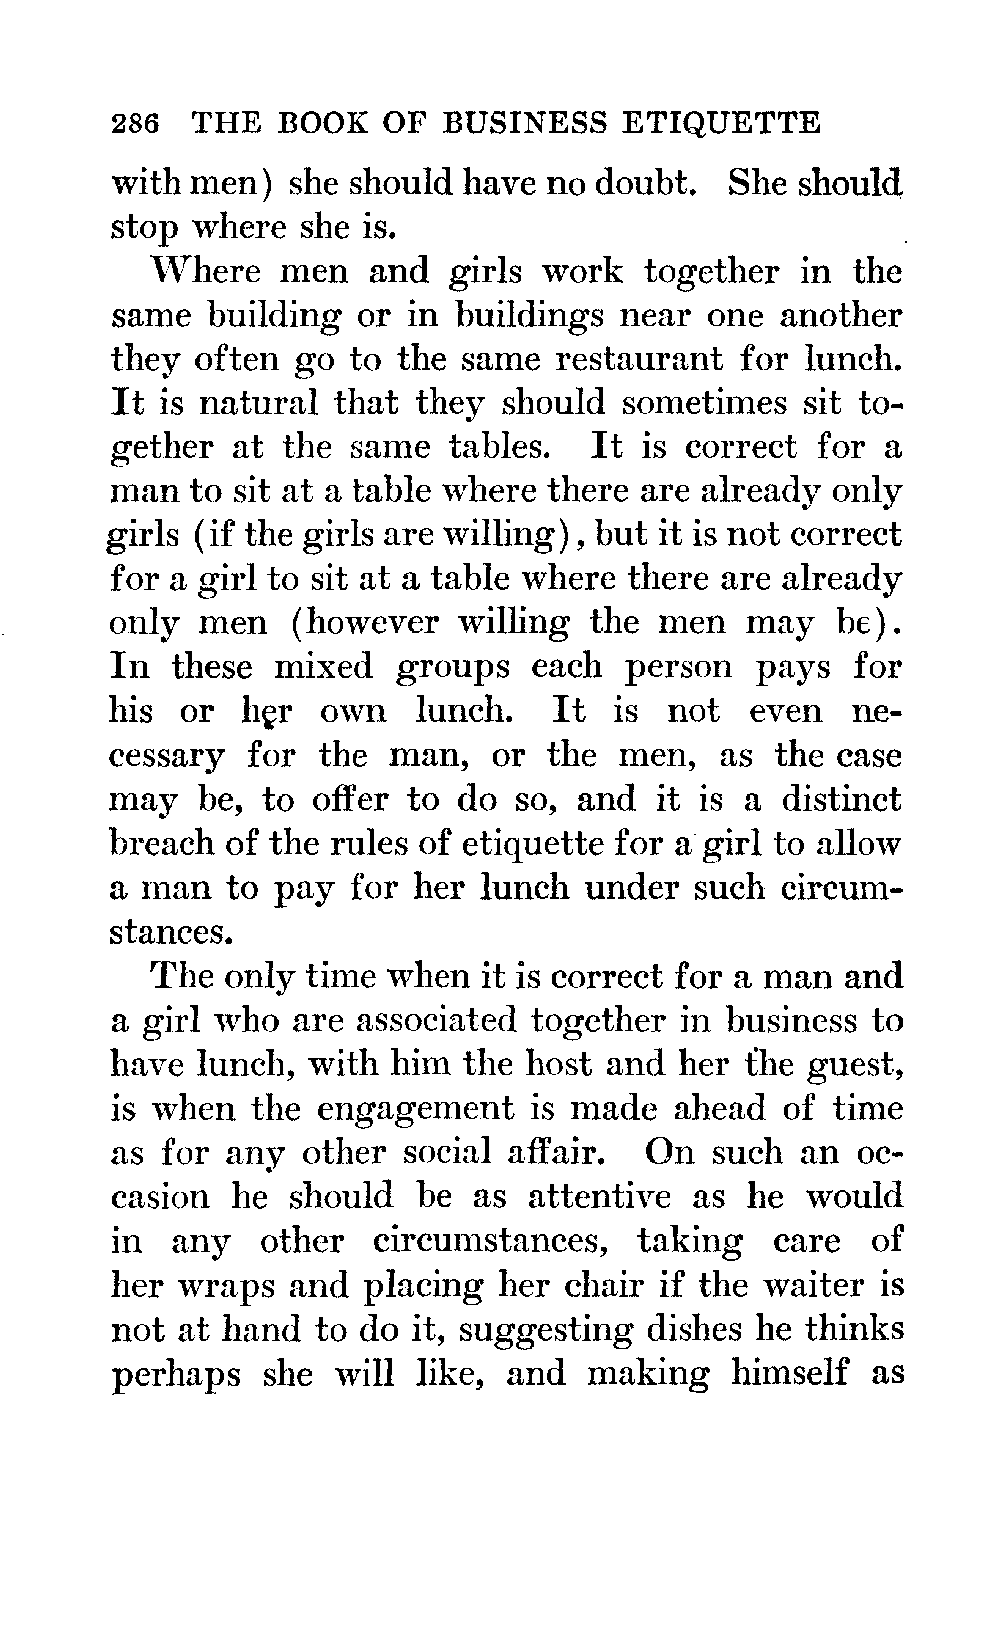 286 THE BOOK OF BUSINESS ETIQUETTE
with men) she should have no doubt. She should
stop where she is.
Where men and girls work together in the
same building or in buildings near one another
they often go to the same restaurant for lunch.
It is natural that they should sometimes sit to-
gether at the same tables. It is correct for a
man to sit at a table where there are already only
girls (if the girls are willing), but it is not correct
for a girl to sit at a table where there are already
only men (however willing the men may be).
In these mixed groups each person pays for
his or her own lunch. It is not even ne-
cessary for the man, or the men, as the case
may be, to offer to do so, and it is a distinct
breach of the rules of etiquette for a girl to allow
a man to pay for her lunch under such circum-
stances.
The only time when it is correct for a man and
a girl who are associated together in business to
have lunch, with him the host and her the guest,
is when the engagement is made ahead of time
as for any other social affair. On such an oc-
casion he should be as attentive as he would
in any other circumstances, taking care of
her wraps and placing her chair if the waiter is
not at hand to do it, suggesting dishes he thinks
perhaps she will like, and making himself as